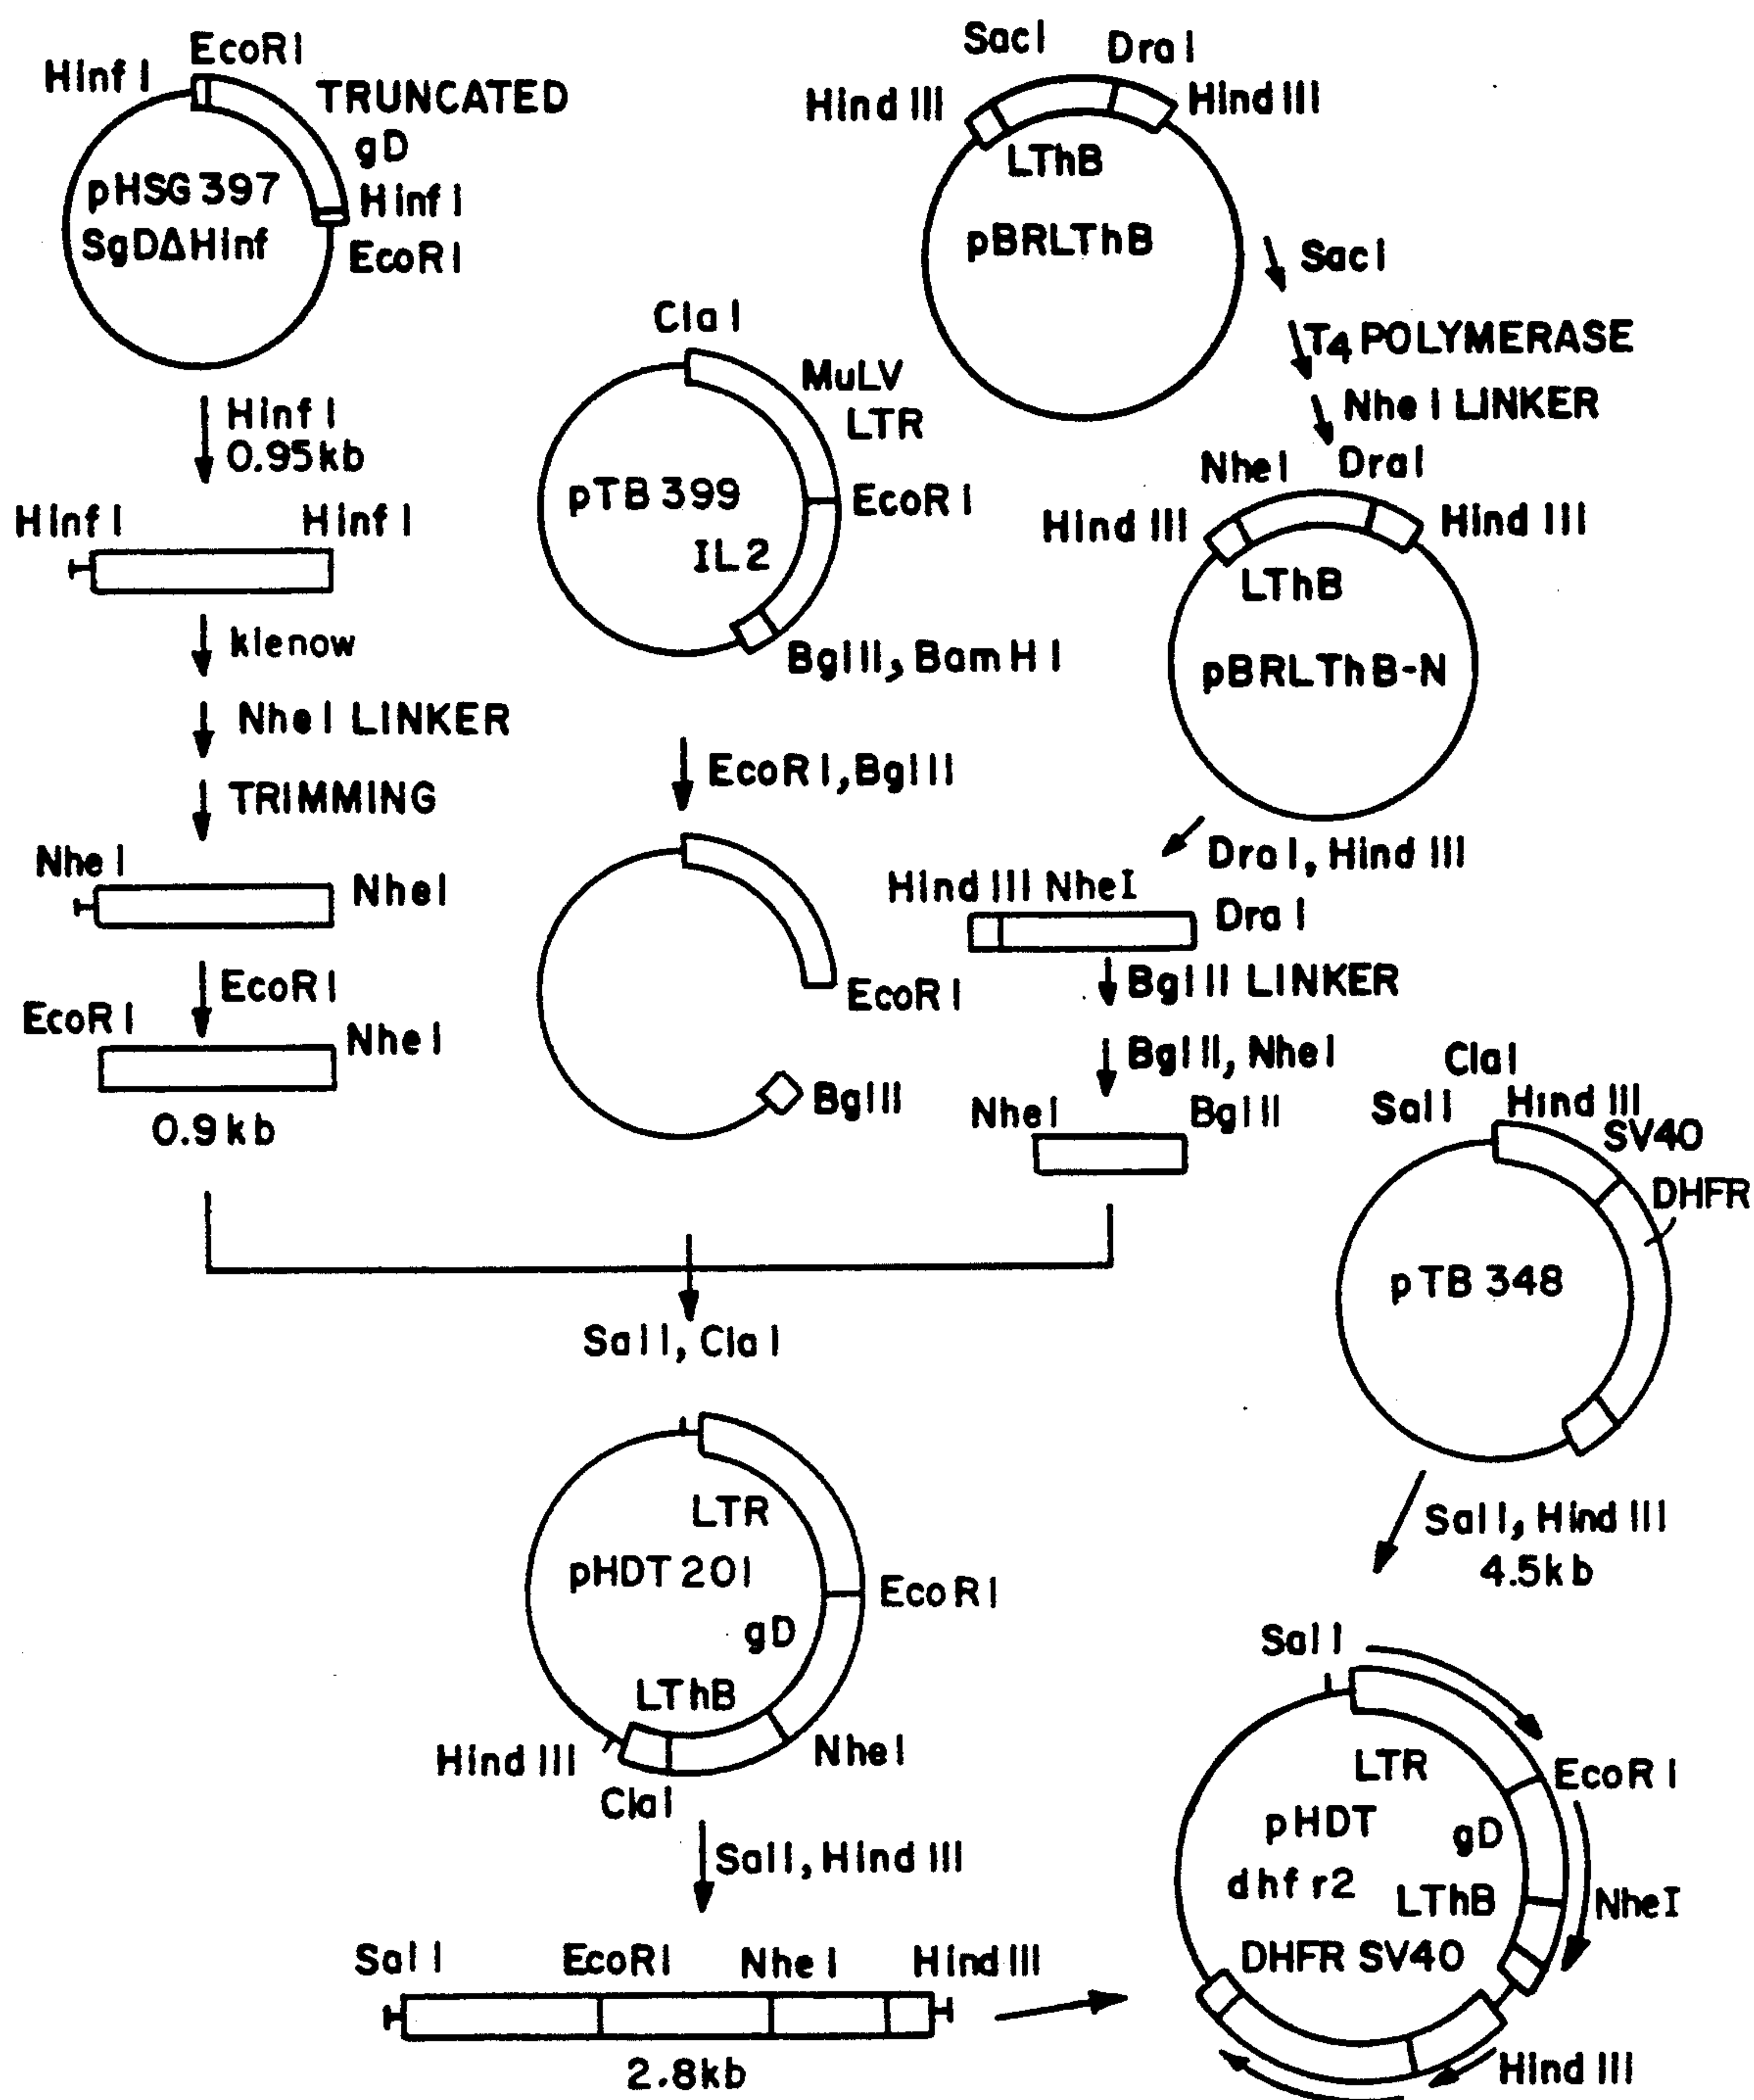 HinfI
EcoRI
TRUNCATED
gD
HinfI
EcoRI
pHSG397
SgDΔHinf
HinfI
0.95kb
HinfI HinfI
klenow
NheI LINKER
TRIMMING
NheI
NheI
EcoRI
EcoRI
NheI
0.9kb
ClaI
MuLV
LTR
pTB399
EcoRI
IL2
BglII, BamHI
EcoRI, BglII
EcoRI
BglII
SacI DraI
HindIII HindIII
LThB
pBRLThB
SacI
T4 POLYMERASE
NheI LINKER
NheI DraI
HindIII HindIII
LThB
pBRLThB-N
DraI, HindIII
HindIII NheI
DraI
BglII LINKER
BglII, NheI
NheI BglII
ClaI
SalI HindIII
SV40
DHFR
pTB348
SalI, HindIII
4.5kb
SalI, ClaI
LTR
pHDT201
EcoRI
gD
LThB
HindIII
NheI
ClaI
SalI, HindIII
SalI EcoRI NheI HindIII
2.8kb
SalI
LTR
EcoRI
pHDT
gD
dhfr2
LThB
NheI
DHFR SV40
HindIII